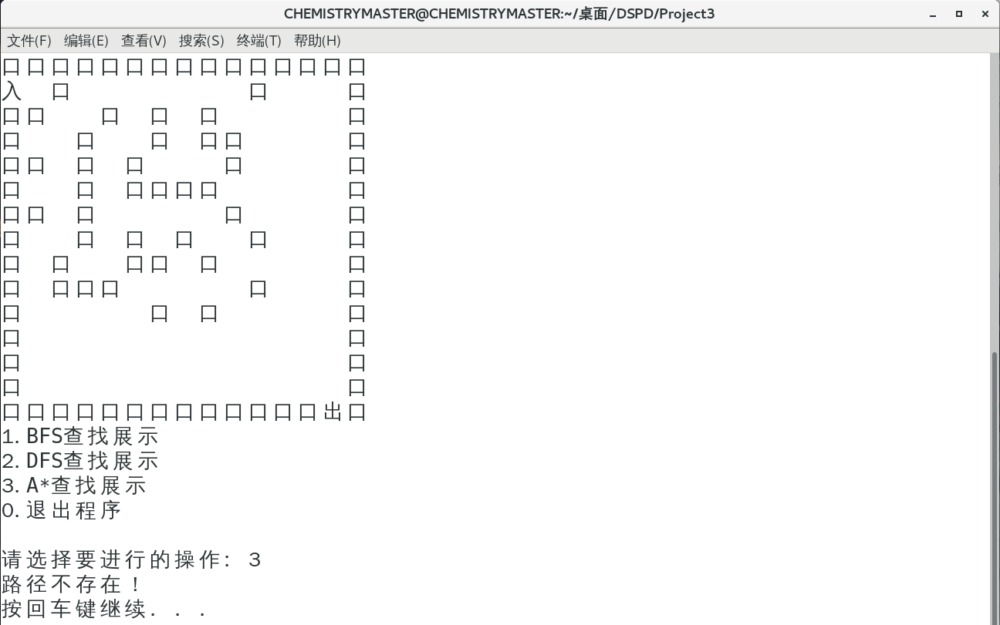 CHEMISTRYMASTER@CHEMISTRYMASTER:~/桌面/DSPD/Project3
文件(F) 编辑(E) 查看(V) 搜索(S) 终端(T) 帮助(H)
口口口口口口口口口口口口口口口
入　口　　　　　　　口　　　口
口口　　口　口　口　　　　　口
口　　口　　口　口口　　　　口
口口　口　口　　　口　　　　口
口　　口　口口口口　　　　　口
口口　口　　　　　口　　　　口
口　　口　口　口　　口　　　口
口　口　　口口　口　　　　　口
口　口口口　　　　　口　　　口
口　　　　　口　口　　　　　口
口　　　　　　　　　　　　　口
口　　　　　　　　　　　　　口
口　　　　　　　　　　　　　口
口口口口口口口口口口口口口出口
1. BFS查找展示
2. DFS查找展示
3. A*查找展示
0. 退出程序
请选择要进行的操作: 3
路径不存在！
按回车键继续. . .